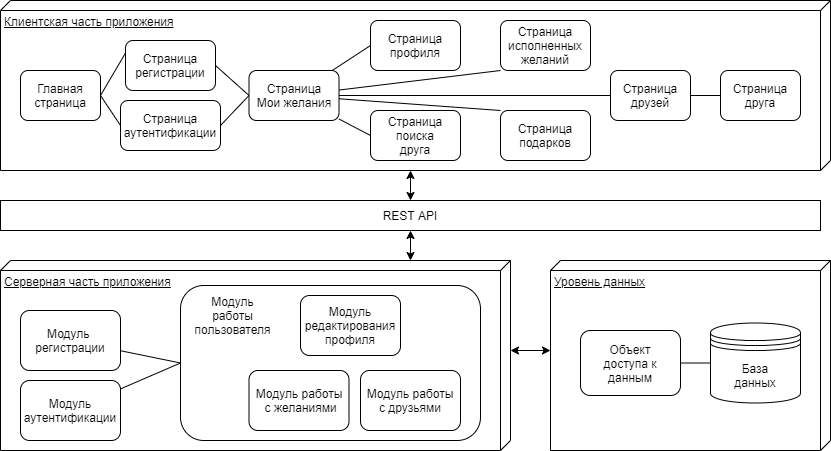 Клиентская часть приложения
Главная
страница
Страница
регистрации
Страница
аутентификации
Страница
Мои желания
Страница
профиля
Страница
поиска
друга
Страница
исполненных
желаний
Страница
подарков
Страница
друзей
Страница
друга
REST API
Серверная часть приложения
Модуль
регистрации
Модуль
аутентификации
Модуль
работы
пользователя
Модуль
редактирования
профиля
Модуль работы
с желаниями
Модуль работы
с друзьями
Уровень данных
Объект
доступа к
данным
База
данных